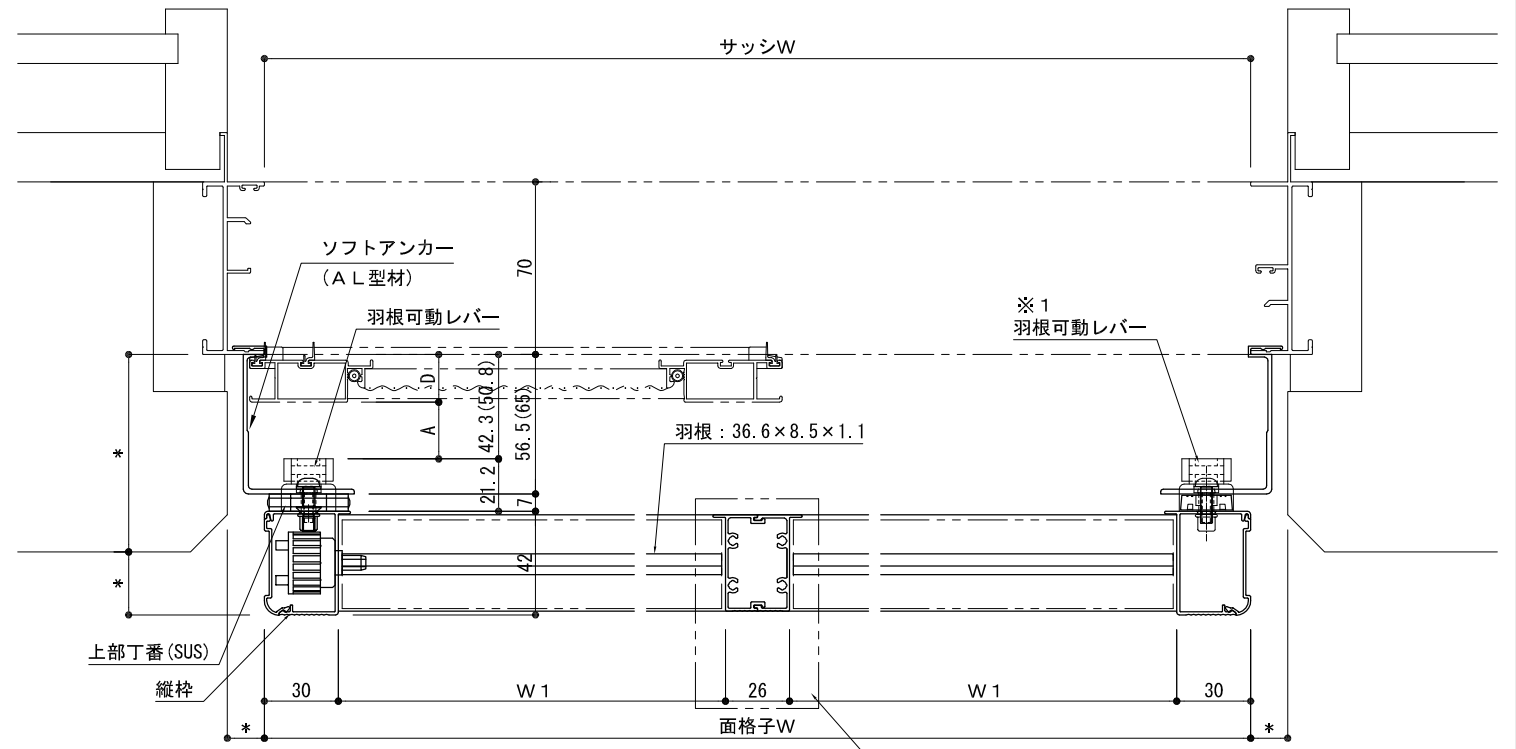 サッシW
ソフトアンカー
(AL型材)
70
羽根可動レバー
※1
羽根可動レバー
D
42.3(50.8)
56.5(65)
A
羽根：36.6×8.5×1.1
*
21.2
7
42
*
上部丁番(SUS)
縦枠
30
W1
26
W1
30
*
面格子W
*